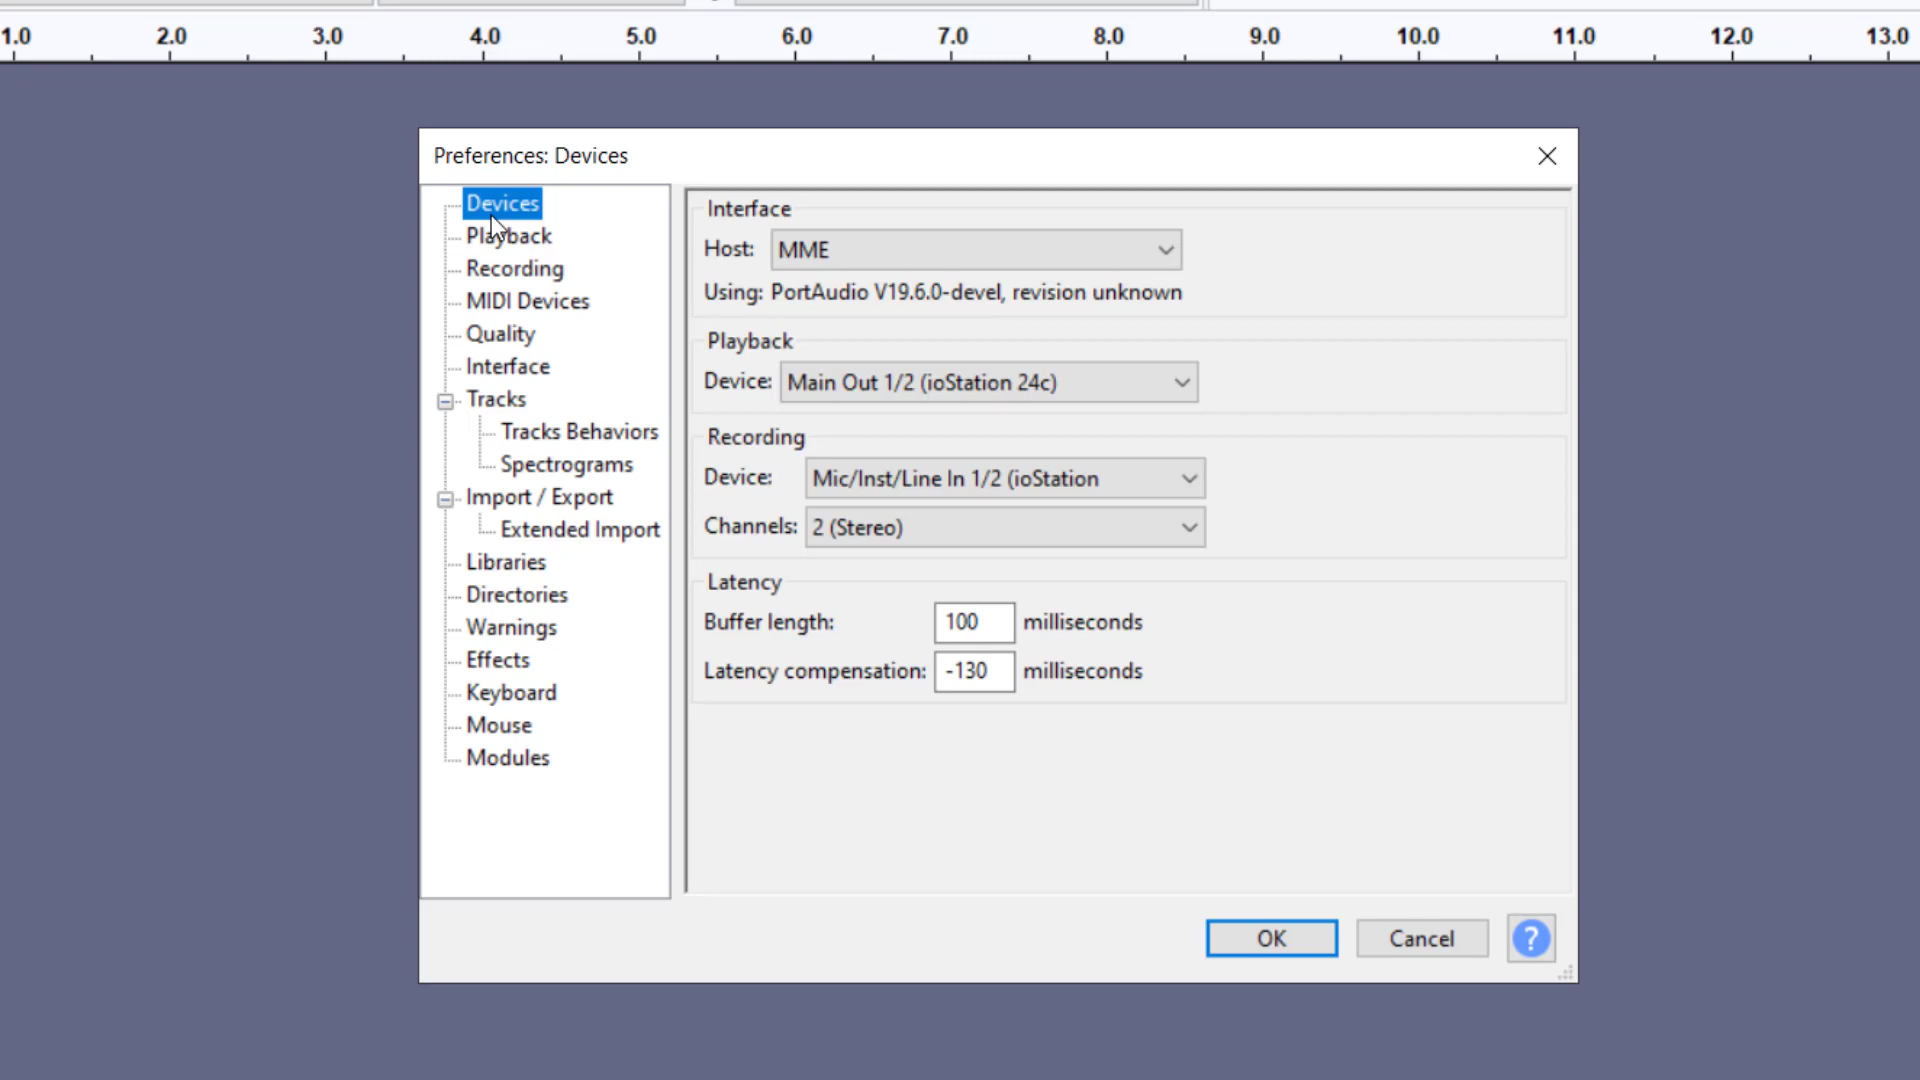 1.0 2.0 3.0 4.0 5.0 6.0 7.0 8.0 9.0 10.0 11.0 12.0 13.0
Preferences: Devices
Devices
Playback
Recording
MIDI Devices
Quality
Interface
Tracks
Tracks Behaviors
Spectrograms
Import / Export
Extended Import
Libraries
Directories
Warnings
Effects
Keyboard
Mouse
Modules
Interface
Host: MME
Using: PortAudio V19.6.0-devel, revision unknown
Playback
Device: Main Out 1/2 (ioStation 24c)
Recording
Device: Mic/Inst/Line In 1/2 (ioStation
Channels: 2 (Stereo)
Latency
Buffer length: 100 milliseconds
Latency compensation: -130 milliseconds
OK Cancel ?